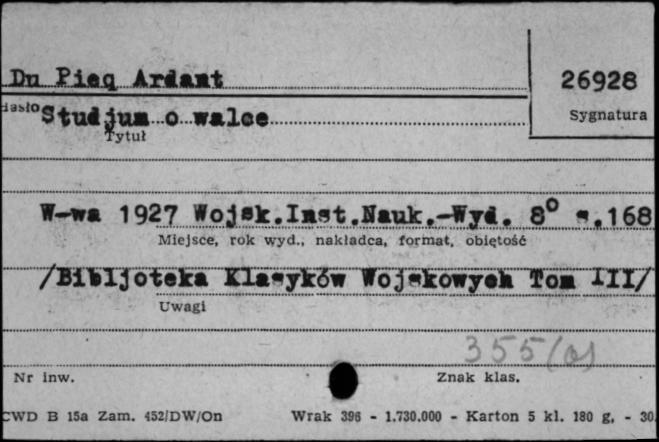 Du Picq Ardant
26928
Hasło
Sygnatura
Studjum o walce
Tytuł
W-wa 1927 Wojsk.Inst.Nauk.-Wyd. 8° s.168
Miejsce, rok wyd., nakładca, format, objętość
/Bibljoteka Klasyków Wojskowych Tom III/
Uwagi
355(os)
Nr inw.
Znak klas.
CWD B 15a Zam. 452/DW/On Wrak 396 - 1.730.000 - Karton 5 kl. 180 g. - 30.